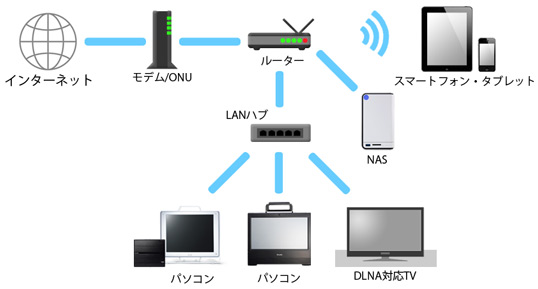 インターネット
モデム/ONU
ルーター
スマートフォン・タブレット
LANハブ
NAS
パソコン
パソコン
DLNA対応TV